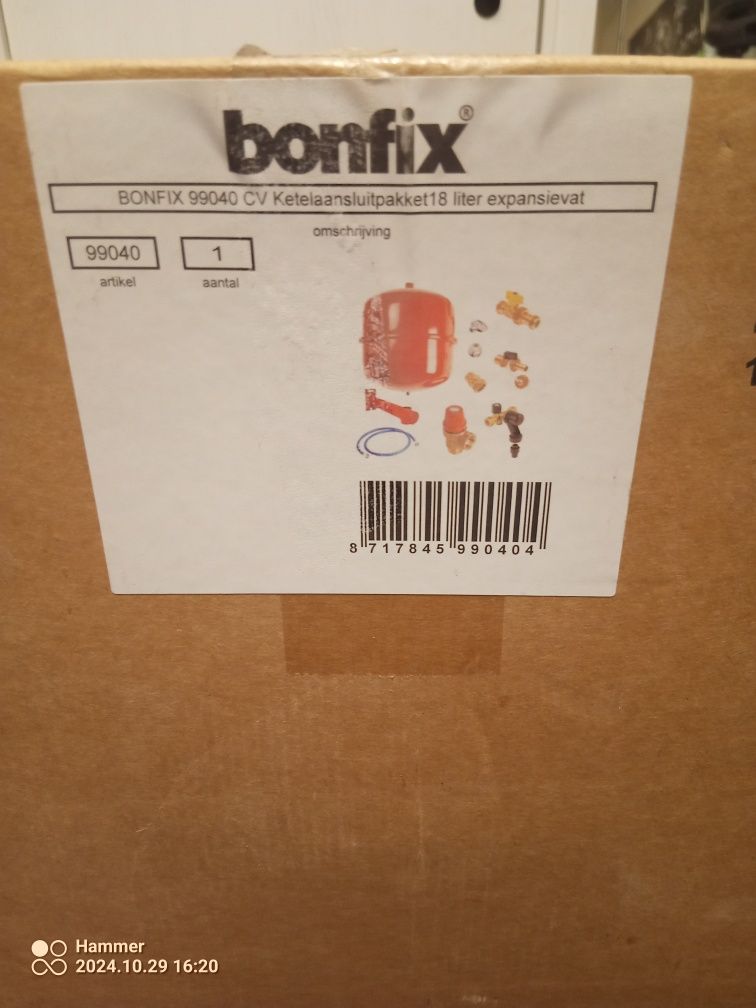 bonfix®
BONFIX 99040 CV Ketelaansluitpakket18 liter expansievat
omschrijving
99040
1
artikel
aantal
8 717845 990404
1
Hammer
2024.10.29 16:20